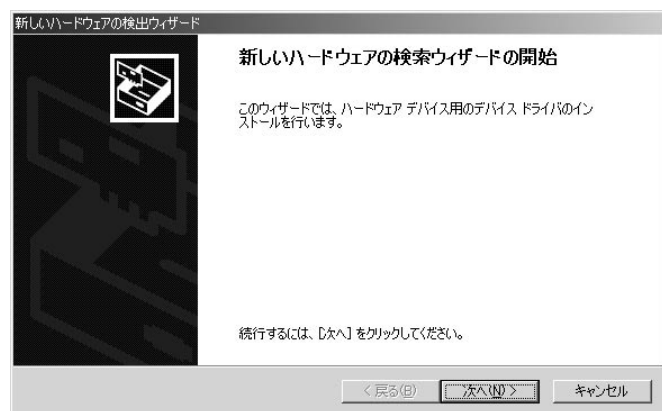 新しいハードウェアの検出ウィザード
新しいハードウェアの検索ウィザードの開始
このウィザードでは、ハードウェア デバイス用のデバイス ドライバのイン
ストールを行います。
続行するには、[次へ] をクリックしてください。
< 戻る(B)
次へ(N) >
キャンセル